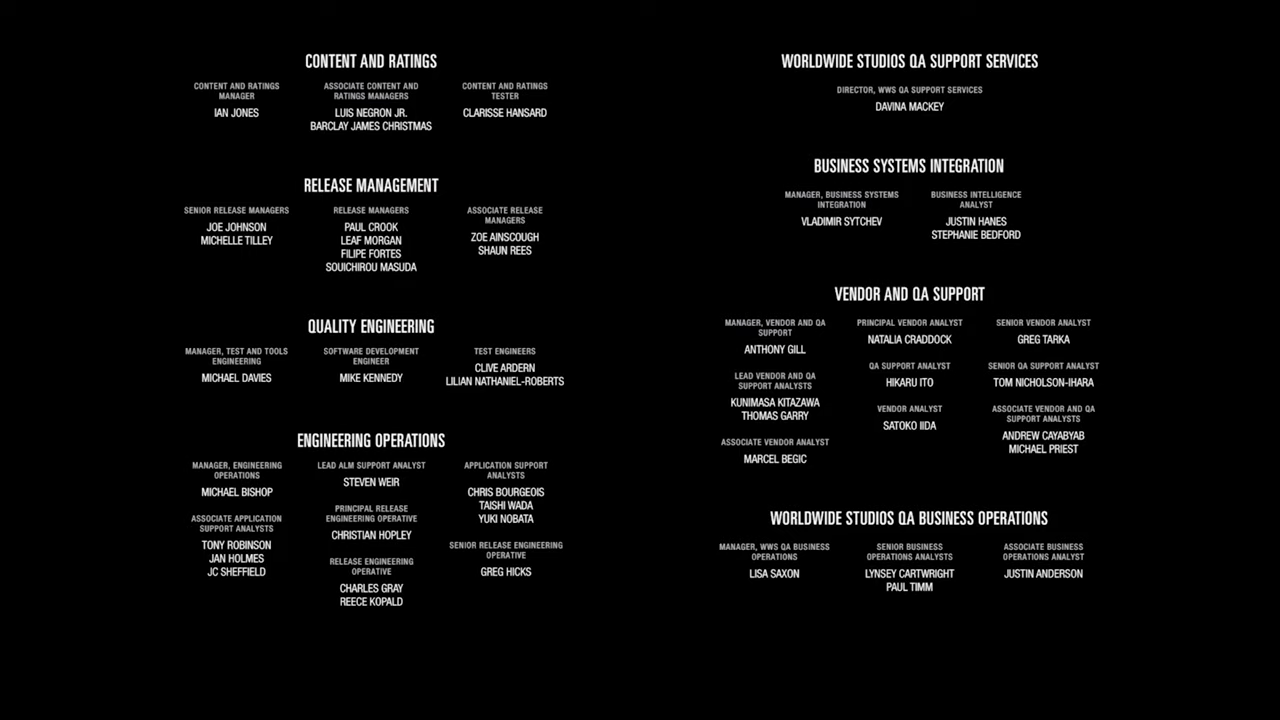 CONTENT AND RATINGS
CONTENT AND RATINGS
MANAGER
IAN JONES
ASSOCIATE CONTENT AND
RATINGS MANAGERS
LUIS NEGRON JR.
BARCLAY JAMES CHRISTMAS
CONTENT AND RATINGS
TESTER
CLARISSE HANSARD
RELEASE MANAGEMENT
SENIOR RELEASE MANAGERS
JOE JOHNSON
MICHELLE TILLEY
RELEASE MANAGERS
PAUL CROOK
LEAF MORGAN
FILIPE FORTES
SOUICHIROU MASUDA
ASSOCIATE RELEASE
MANAGERS
ZOE AINSCOUGH
SHAUN REES
QUALITY ENGINEERING
MANAGER, TEST AND TOOLS
ENGINEERING
MICHAEL DAVIES
SOFTWARE DEVELOPMENT
ENGINEER
MIKE KENNEDY
TEST ENGINEERS
CLIVE ARDERN
LILIAN NATHANIEL-ROBERTS
ENGINEERING OPERATIONS
MANAGER, ENGINEERING
OPERATIONS
MICHAEL BISHOP
ASSOCIATE APPLICATION
SUPPORT ANALYSTS
TONY ROBINSON
JAN HOLMES
JC SHEFFIELD
LEAD ALM SUPPORT ANALYST
STEVEN WEIR
PRINCIPAL RELEASE
ENGINEERING OPERATIVE
CHRISTIAN HOPLEY
RELEASE ENGINEERING
OPERATIVE
CHARLES GRAY
REECE KOPALD
APPLICATION SUPPORT
ANALYSTS
CHRIS BOURGEOIS
TAISHI WADA
YUKI NOBATA
SENIOR RELEASE ENGINEERING
OPERATIVE
GREG HICKS
WORLDWIDE STUDIOS QA SUPPORT SERVICES
DIRECTOR, WWS QA SUPPORT SERVICES
DAVINA MACKEY
BUSINESS SYSTEMS INTEGRATION
MANAGER, BUSINESS SYSTEMS
INTEGRATION
VLADIMIR SYTCHEV
BUSINESS INTELLIGENCE
ANALYST
JUSTIN HANES
STEPHANIE BEDFORD
VENDOR AND QA SUPPORT
MANAGER, VENDOR AND QA
SUPPORT
ANTHONY GILL
LEAD VENDOR AND QA
SUPPORT ANALYSTS
KUNIMASA KITAZAWA
THOMAS GARRY
ASSOCIATE VENDOR ANALYST
MARCEL BEGIC
PRINCIPAL VENDOR ANALYST
NATALIA CRADDOCK
QA SUPPORT ANALYST
HIKARU ITO
VENDOR ANALYST
SATOKO IIDA
SENIOR VENDOR ANALYST
GREG TARKA
SENIOR QA SUPPORT ANALYST
TOM NICHOLSON-IHARA
ASSOCIATE VENDOR AND QA
SUPPORT ANALYSTS
ANDREW CAYABYAB
MICHAEL PRIEST
WORLDWIDE STUDIOS QA BUSINESS OPERATIONS
MANAGER, WWS QA BUSINESS
OPERATIONS
LISA SAXON
SENIOR BUSINESS
OPERATIONS ANALYSTS
LYNSEY CARTWRIGHT
PAUL TIMM
ASSOCIATE BUSINESS
OPERATIONS ANALYST
JUSTIN ANDERSON